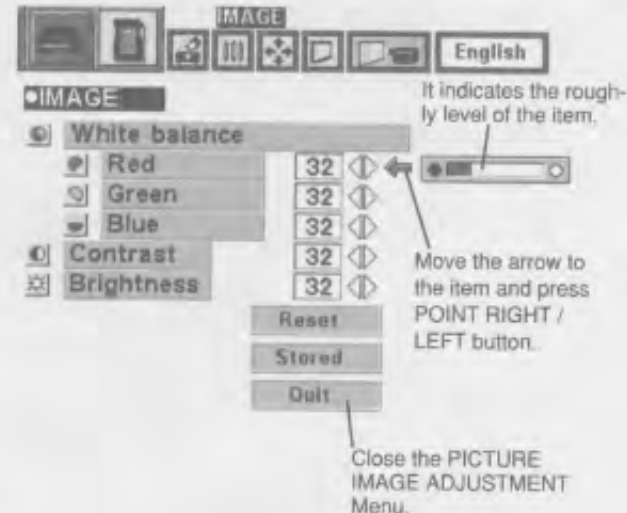 IMAGE
English
●IMAGE
It indicates the rough-
ly level of the item.
White balance
Red 32
Green 32
Blue 32
Contrast 32
Brightness 32
Move the arrow to
the item and press
POINT RIGHT /
LEFT button.
Reset
Stored
Quit
Close the PICTURE
IMAGE ADJUSTMENT
Menu.